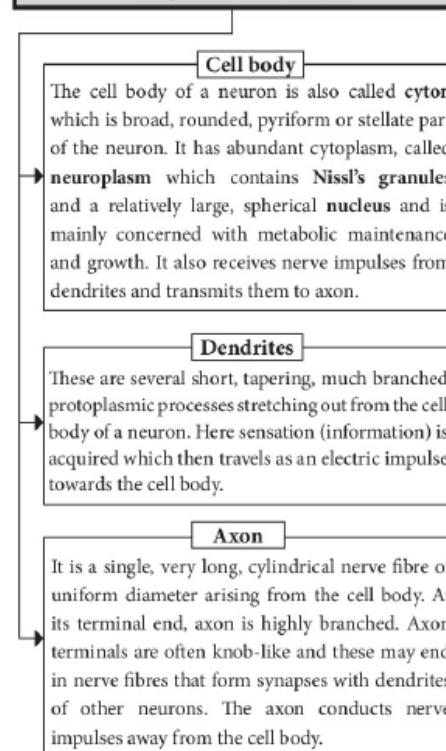 Cell body
The cell body of a neuron is also called cyton
which is broad, rounded, pyriform or stellate par
of the neuron. It has abundant cytoplasm, called
neuroplasm which contains Nissl's granules
and a relatively large, spherical nucleus and is
mainly concerned with metabolic maintenance
and growth. It also receives nerve impulses from
dendrites and transmits them to axon.
Dendrites
These are several short, tapering, much branched
protoplasmic processes stretching out from the cell
body of a neuron. Here sensation (information) is
acquired which then travels as an electric impulse
towards the cell body.
Axon
It is a single, very long, cylindrical nerve fibre o
uniform diameter arising from the cell body. A
its terminal end, axon is highly branched. Axon
terminals are often knob-like and these may end
in nerve fibres that form synapses with dendrites
of other neurons. The axon conducts nerve
impulses away from the cell body.